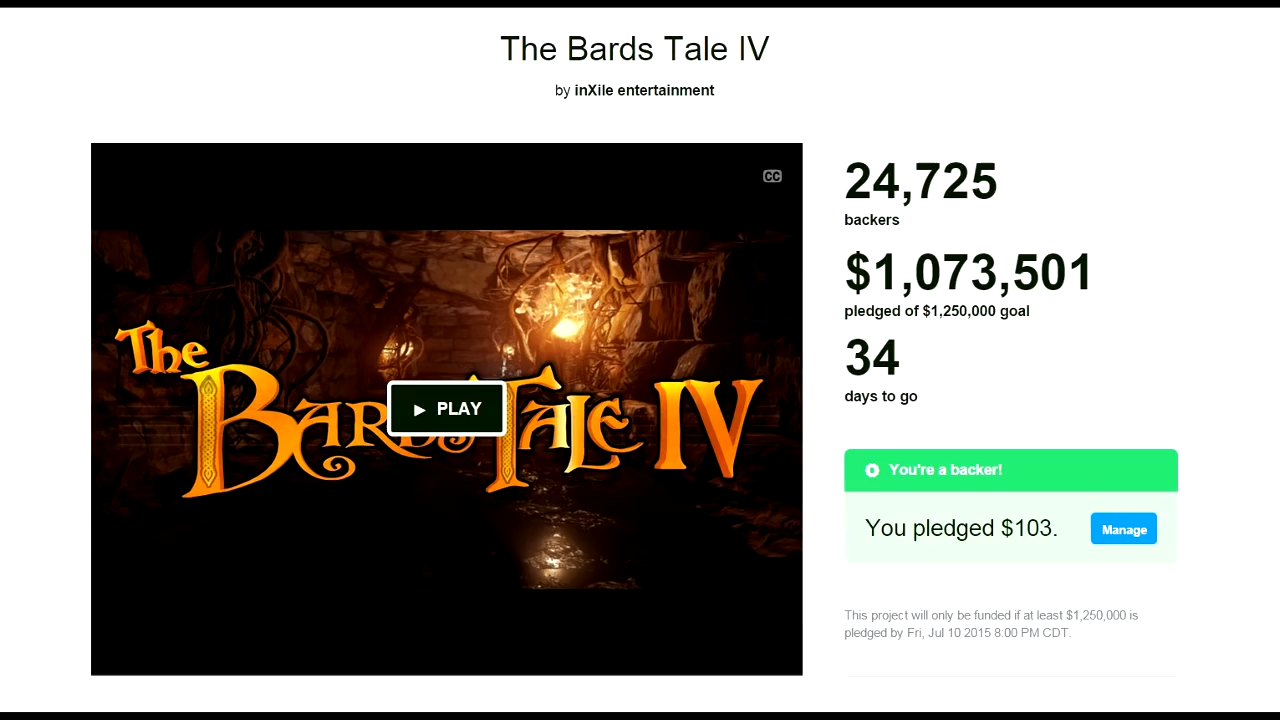 The Bards Tale IV
by inXile entertainment
CC
The
Bard's Tale IV
▶ PLAY
24,725
backers
$1,073,501
pledged of $1,250,000 goal
34
days to go
You're a backer!
You pledged $103.
Manage
This project will only be funded if at least $1,250,000 is
pledged by Fri, Jul 10 2015 8:00 PM CDT.